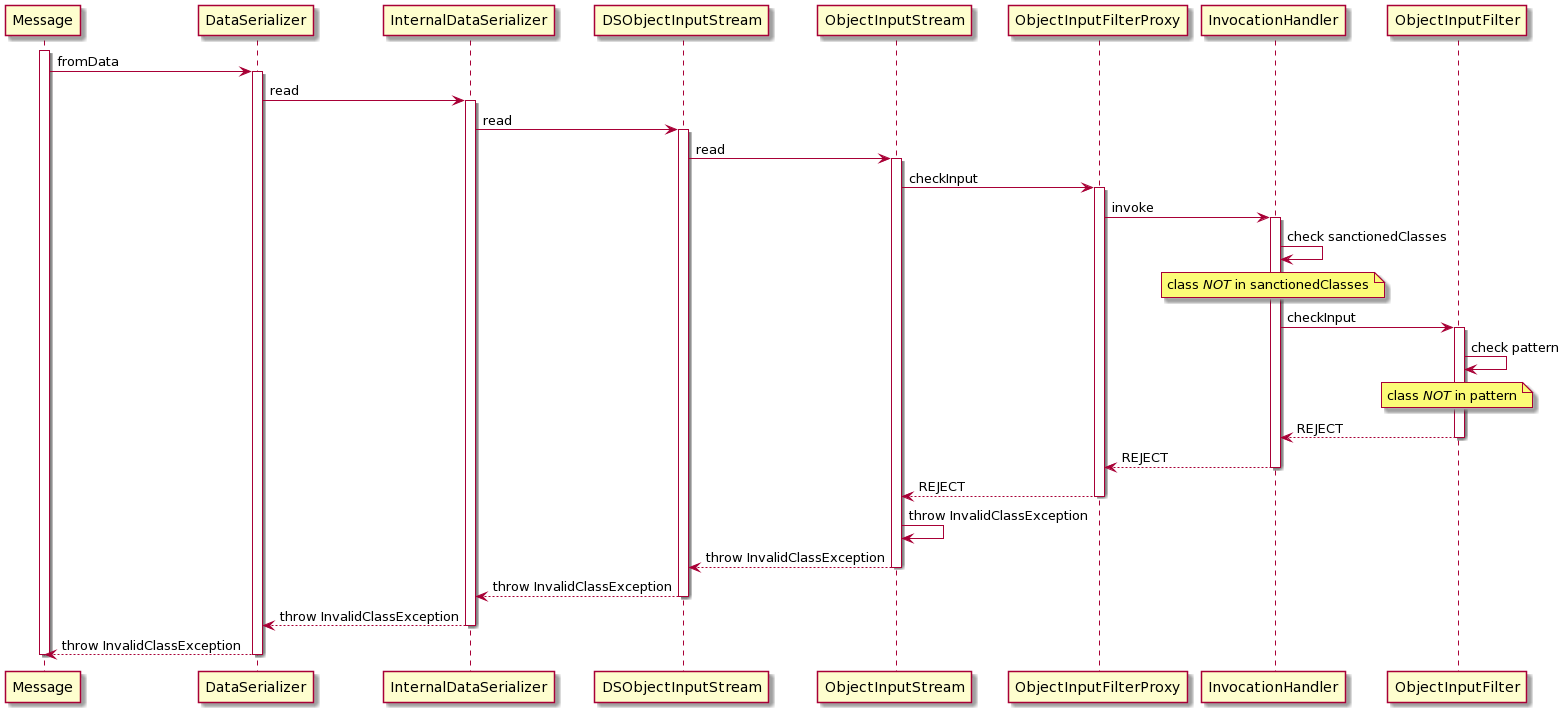 Message
DataSerializer
InternalDataSerializer
DSObjectInputStream
ObjectInputStream
ObjectInputFilterProxy
InvocationHandler
ObjectInputFilter
fromData
read
read
read
checkInput
invoke
check sanctionedClasses
class NOT in sanctionedClasses
checkInput
check pattern
class NOT in pattern
REJECT
REJECT
REJECT
throw InvalidClassException
throw InvalidClassException
throw InvalidClassException
throw InvalidClassException
throw InvalidClassException
Message
DataSerializer
InternalDataSerializer
DSObjectInputStream
ObjectInputStream
ObjectInputFilterProxy
InvocationHandler
ObjectInputFilter